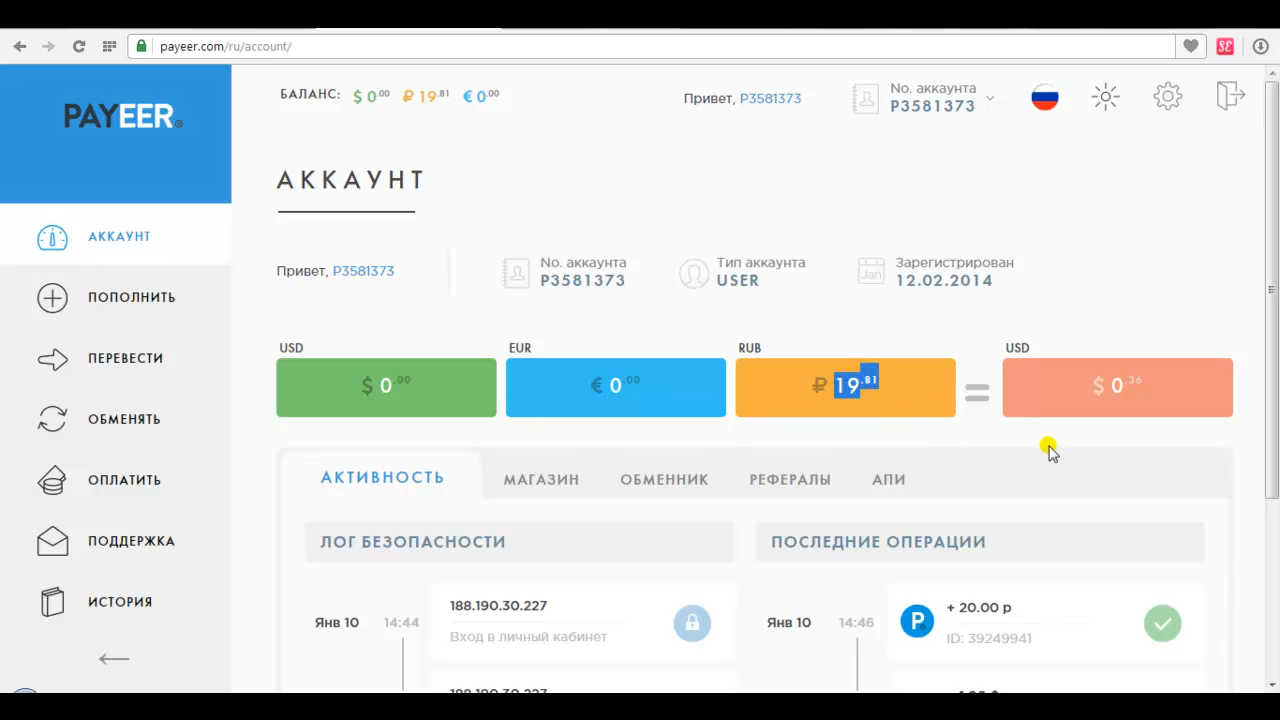 payeer.com/ru/account/
PAYEER®
БАЛАНС: $ 0.00 ₽ 19.81 € 0.00
Привет, P3581373
No. аккаунта
P3581373
АККАУНТ
АККАУНТ
ПОПОЛНИТЬ
ПЕРЕВЕСТИ
ОБМЕНЯТЬ
ОПЛАТИТЬ
ПОДДЕРЖКА
ИСТОРИЯ
Привет, P3581373
No. аккаунта
P3581373
Тип аккаунта
USER
Jan
Зарегистрирован
12.02.2014
USD
$ 0.00
EUR
€ 0.00
RUB
₽ 19.81
=
USD
$ 0.36
АКТИВНОСТЬ МАГАЗИН ОБМЕННИК РЕФЕРАЛЫ АПИ
ЛОГ БЕЗОПАСНОСТИ
Янв 10 14:44
188.190.30.227
Вход в личный кабинет
188.190.30.227
ПОСЛЕДНИЕ ОПЕРАЦИИ
Янв 10 14:46
P
+ 20.00 р
ID: 39249941